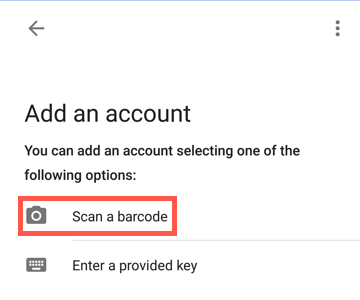 Add an account
You can add an account selecting one of the
following options:
Scan a barcode
Enter a provided key